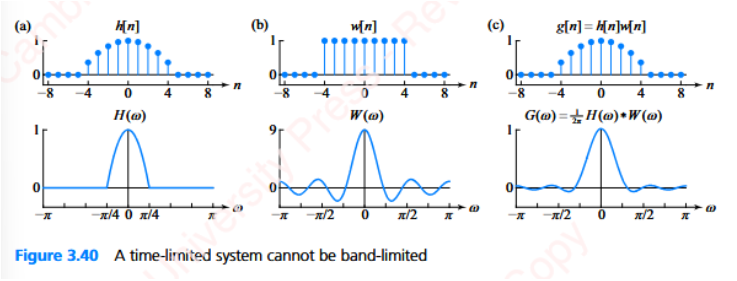 (a) h[n]
1
0
−8 −4 0 4 8 n
H(ω)
1
0
−π −π/4 0 π/4 π ω
(b) w[n]
1
0
−8 −4 0 4 8 n
W(ω)
9
0
−π −π/2 0 π/2 π ω
(c) g[n] = h[n]w[n]
1
0
−8 −4 0 4 8 n
G(ω) = 1/2π H(ω) * W(ω)
1
0
−π −π/2 0 π/2 π ω
Figure 3.40 A time-limited system cannot be band-limited